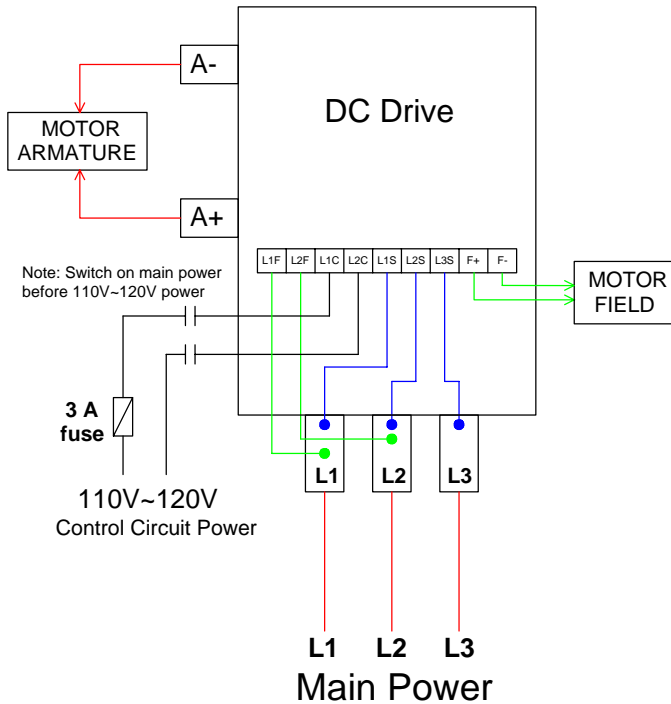 A-
DC Drive
MOTOR
ARMATURE
A+
L1F L2F L1C L2C L1S L2S L3S F+ F-
Note: Switch on main power
before 110V~120V power
MOTOR
FIELD
3 A
fuse
L1 L2 L3
110V~120V
Control Circuit Power
L1 L2 L3
Main Power